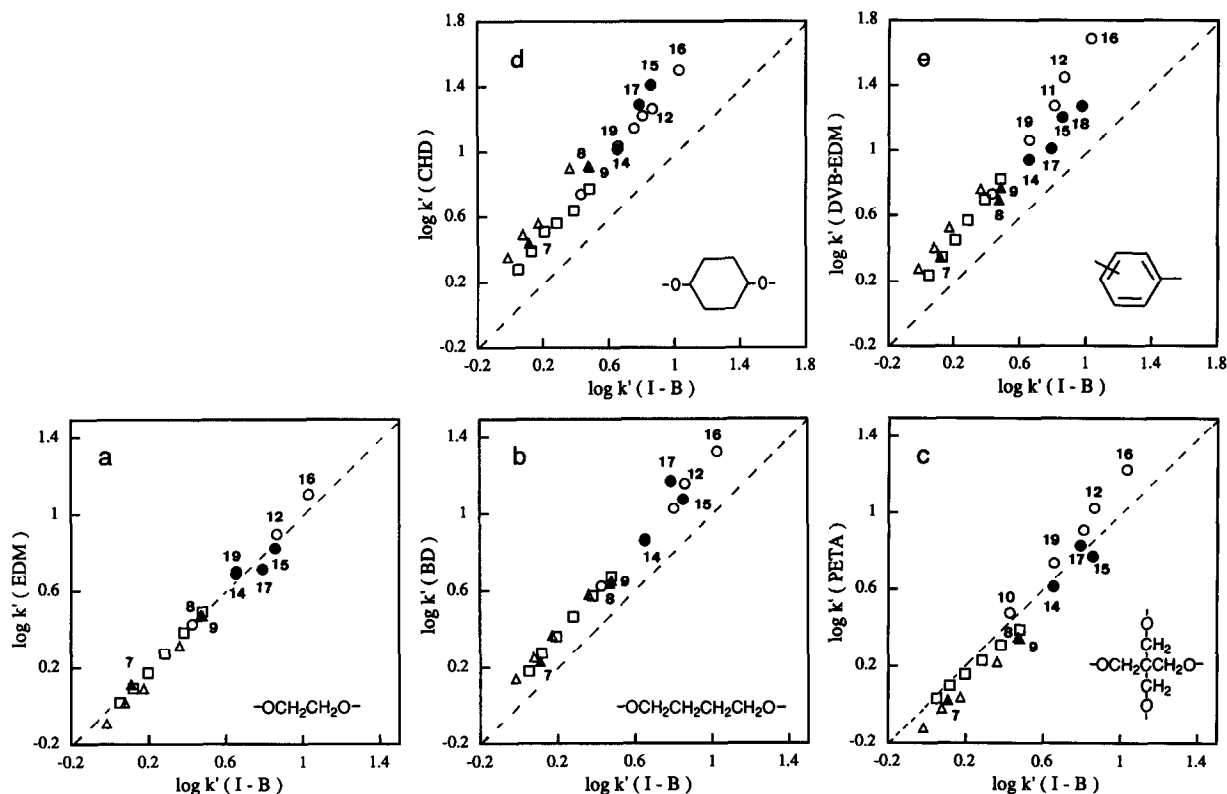 d
16
15
17
12
19
14
8
9
7
1.8
1.4
1
0.6
0.2
-0.2
log k' ( CHD )
-O-
-O-
-0.2 0.2 0.6 1 1.4 1.8
log k' ( I - B )
e
16
12
11
19
18
15
17
14
9
8
7
1.8
1.4
1
0.6
0.2
-0.2
log k' ( DVB-EDM )
-0.2 0.2 0.6 1 1.4 1.8
log k' ( I - B )
a
16
12
19
15
14
17
8
9
7
1.4
1
0.6
0.2
-0.2
log k' ( EDM )
-OCH2CH2O-
-0.2 0.2 0.6 1 1.4
log k' ( I - B )
b
16
17
12
15
14
9
8
7
1.4
1
0.6
0.2
-0.2
log k' ( BD )
-OCH2CH2CH2CH2O-
-0.2 0.2 0.6 1 1.4
log k' ( I - B )
c
16
12
19
17
15
14
10
8
9
7
1.4
1
0.6
0.2
-0.2
log k' ( PETA )
O
CH2
-OCH2CCH2O-
CH2
O
-0.2 0.2 0.6 1 1.4
log k' ( I - B )